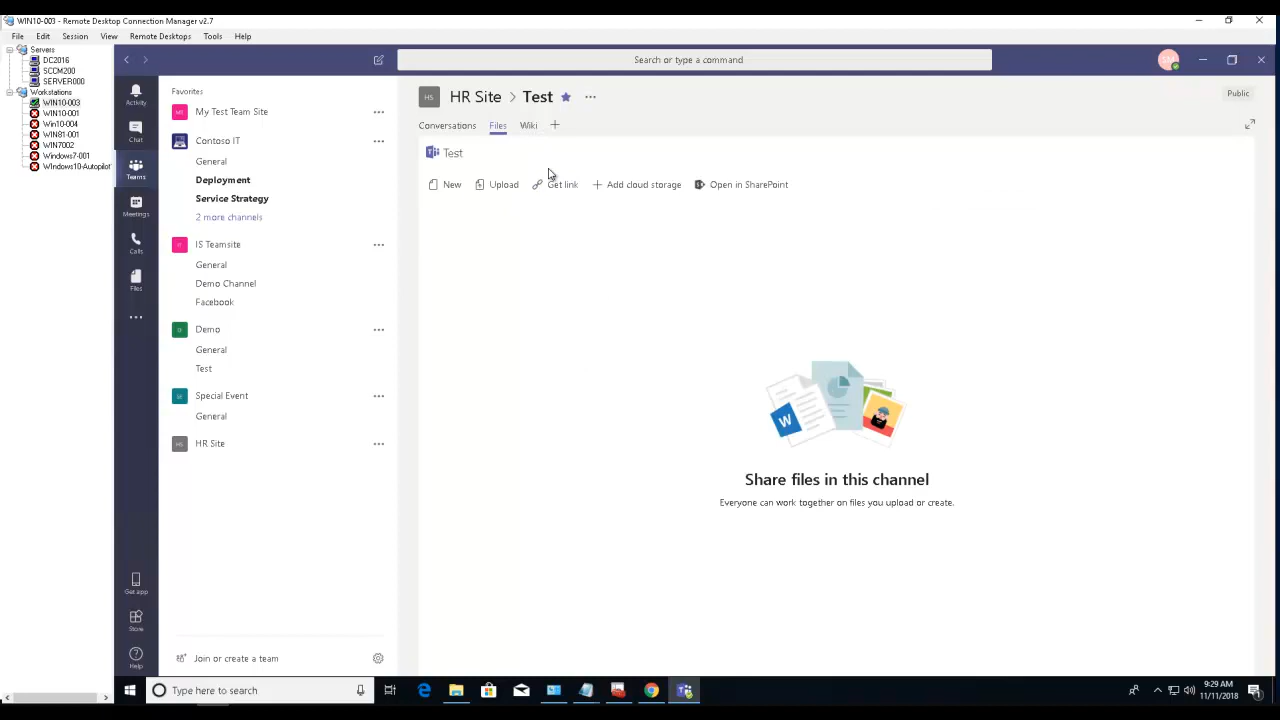 WIN10-003 - Remote Desktop Connection Manager v2.7
File Edit Session View Remote Desktops Tools Help
Servers
DC2016
SCCM200
SERVER000
Workstations
WIN10-003
WIN10-001
Win10-004
WIN81-001
WIN7002
Windows7-001
WIndows10-Autopilot
Search or type a command
Activity
Chat
Teams
Meetings
Calls
Files
Get app
Store
Help
Favorites
My Test Team Site
Contoso IT
General
Deployment
Service Strategy
2 more channels
IS Teamsite
General
Demo Channel
Facebook
Demo
General
Test
Special Event
General
HS HR Site
Join or create a team
HS HR Site > Test
Public
Conversations Files Wiki
Test
New Upload Get link Add cloud storage Open in SharePoint
W
Share files in this channel
Everyone can work together on files you upload or create.
Type here to search
9:29 AM
11/11/2018